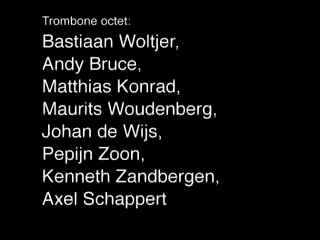 Trombone octet:
Bastiaan Woltjer,
Andy Bruce,
Matthias Konrad,
Maurits Woudenberg,
Johan de Wijs,
Pepijn Zoon,
Kenneth Zandbergen,
Axel Schappert